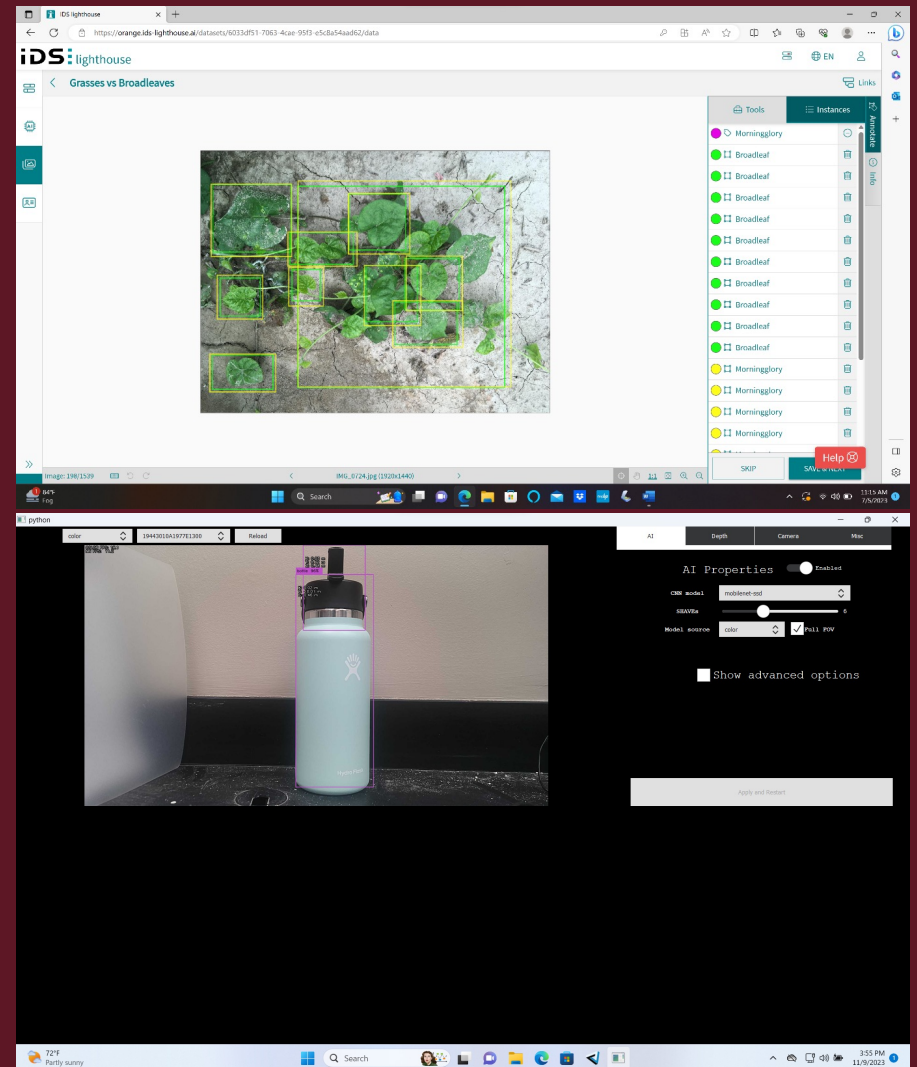 IDS lighthouse
https://orange.ids-lighthouse.ai/datasets/6033df51-7063-4cae-95f3-e5c8a54aad62/data
iDS lighthouse
EN
Grasses vs Broadleaves
Links
Tools
Instances
Annotate
Info
Morningglory
Broadleaf
Broadleaf
Broadleaf
Broadleaf
Broadleaf
Broadleaf
Broadleaf
Broadleaf
Broadleaf
Broadleaf
Morningglory
Morningglory
Morningglory
Morningglory
Help
SKIP
SAVE & NEXT
Image: 198/1539
IMG_0724.jpg (1920x1440)
1:1
84°F
Fog
Search
11:15 AM
7/5/2023
python
color
19443010A1977E1300
Reload
AI
Depth
Camera
Misc
AI Properties
Enabled
CNN model
mobilenet-ssd
SHAVEs
6
Model source
color
Full FOV
Show advanced options
Hydro Flask
Apply and Restart
72°F
Partly sunny
Search
3:55 PM
11/9/2023